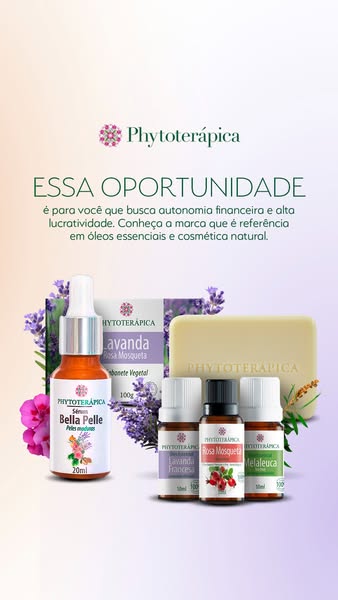 Phytoterápica
ESSA OPORTUNIDADE
é para você que busca autonomia financeira e alta
lucratividade. Conheça a marca que é referência
em óleos essenciais e cosmética natural.
PHYTOTERÁPICA
Lavanda
Rosa Mosqueta
Sabonete Vegetal
100g
PHYTOTERÁPICA
PHYTOTERÁPICA
Sérum
Bella Pelle
Peles maduras
20ml
PHYTOTERÁPICA
Lavanda
Francesa
10ml
PHYTOTERÁPICA
Rosa Mosqueta
10ml
PHYTOTERÁPICA
Melaleuca
10ml